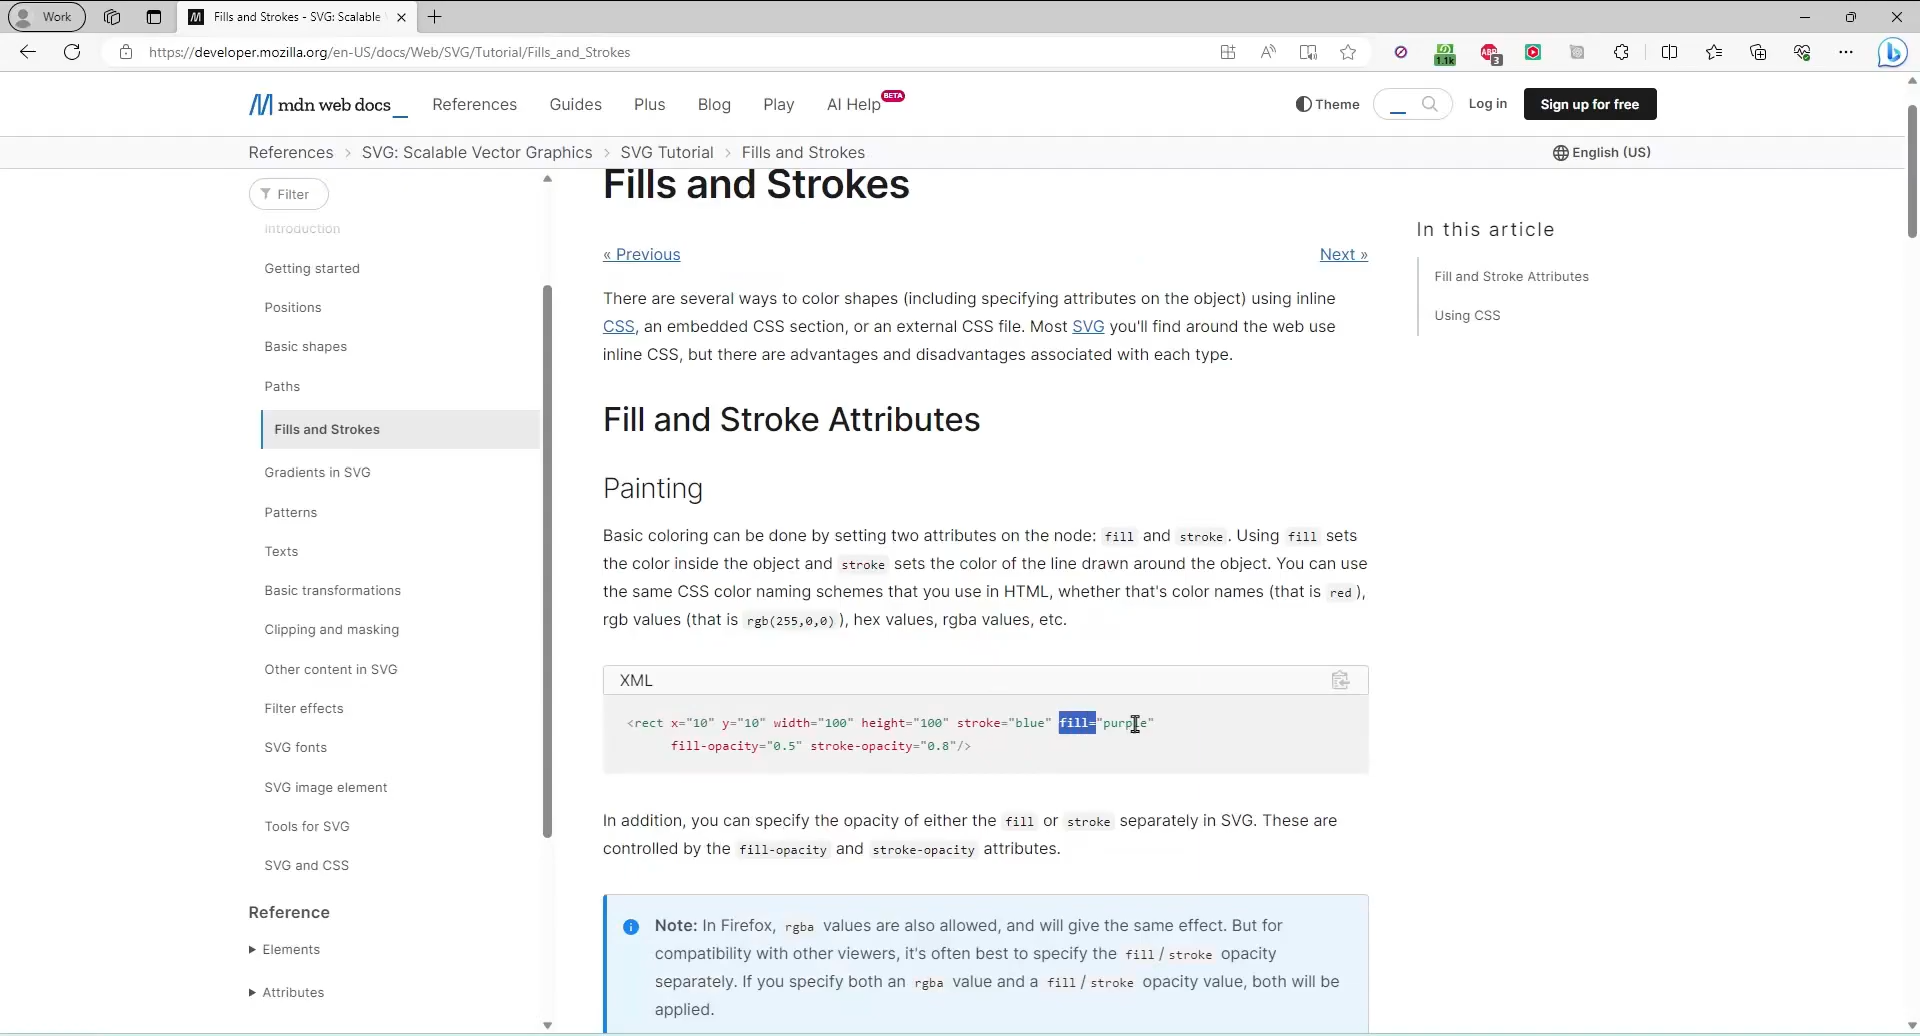 Work
Fills and Strokes - SVG: Scalable
https://developer.mozilla.org/en-US/docs/Web/SVG/Tutorial/Fills_and_Strokes
1.1k
ABP
3
mdn web docs
References Guides Plus Blog Play AI Help BETA
Theme
Log in
Sign up for free
References > SVG: Scalable Vector Graphics > SVG Tutorial > Fills and Strokes
English (US)
Filter
Introduction
Getting started
Positions
Basic shapes
Paths
Fills and Strokes
Gradients in SVG
Patterns
Texts
Basic transformations
Clipping and masking
Other content in SVG
Filter effects
SVG fonts
SVG image element
Tools for SVG
SVG and CSS
Reference
Elements
Attributes
Fills and Strokes
« Previous
Next »
There are several ways to color shapes (including specifying attributes on the object) using inline
CSS, an embedded CSS section, or an external CSS file. Most SVG you'll find around the web use
inline CSS, but there are advantages and disadvantages associated with each type.
Fill and Stroke Attributes
Painting
Basic coloring can be done by setting two attributes on the node: fill and stroke. Using fill sets
the color inside the object and stroke sets the color of the line drawn around the object. You can use
the same CSS color naming schemes that you use in HTML, whether that's color names (that is red),
rgb values (that is rgb(255,0,0)), hex values, rgba values, etc.
XML
<rect x="10" y="10" width="100" height="100" stroke="blue" fill="purple"
fill-opacity="0.5" stroke-opacity="0.8"/>
In addition, you can specify the opacity of either the fill or stroke separately in SVG. These are
controlled by the fill-opacity and stroke-opacity attributes.
Note: In Firefox, rgba values are also allowed, and will give the same effect. But for
compatibility with other viewers, it's often best to specify the fill/stroke opacity
separately. If you specify both an rgba value and a fill/stroke opacity value, both will be
applied.
In this article
Fill and Stroke Attributes
Using CSS